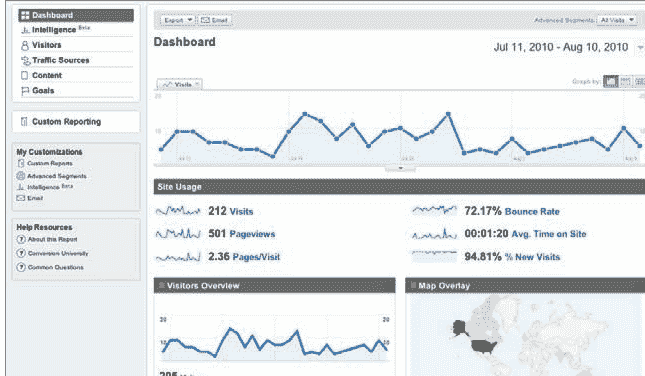 Dashboard
Intelligence Beta
Visitors
Traffic Sources
Content
Goals
Custom Reporting
My Customizations
Custom Reports
Advanced Segments
Intelligence Beta
Email
Help Resources
About this Report
Conversion University
Common Questions
Export Email Advanced Segments: All Visits
Dashboard
Jul 11, 2010 - Aug 10, 2010
Visits
Graph by:
20 20
10 10
Site Usage
212 Visits
72.17% Bounce Rate
501 Pageviews
00:01:20 Avg. Time on Site
2.36 Pages/Visit
94.81% % New Visits
Visitors Overview
Map Overlay
20 20
10 10